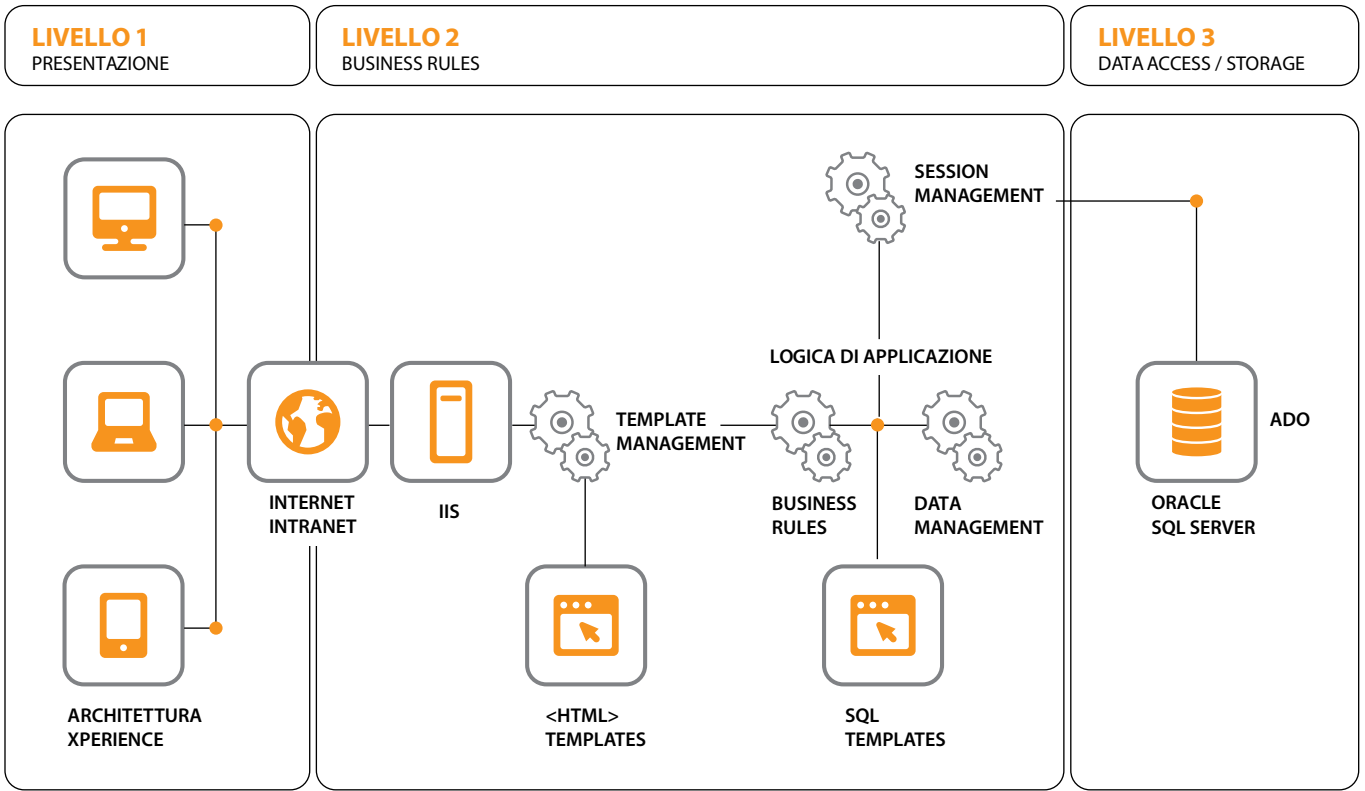 LIVELLO 1
PRESENTAZIONE
LIVELLO 2
BUSINESS RULES
LIVELLO 3
DATA ACCESS / STORAGE
SESSION
MANAGEMENT
LOGICA DI APPLICAZIONE
TEMPLATE
MANAGEMENT
ADO
INTERNET
INTRANET
IIS
BUSINESS
RULES
DATA
MANAGEMENT
ORACLE
SQL SERVER
ARCHITETTURA
XPERIENCE
<HTML>
TEMPLATES
SQL
TEMPLATES